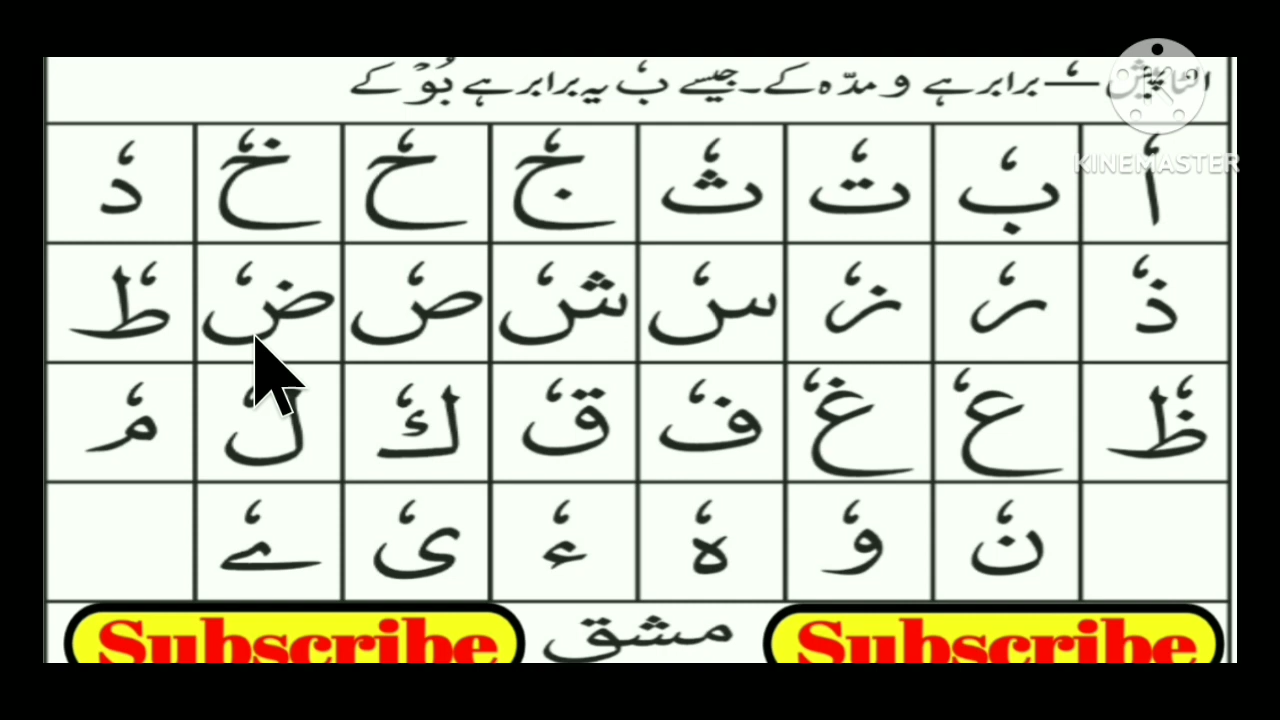 الٹا پیش ـٗـ برابر ہے و مدّہ کے۔ جیسے بٗ یہ برابر ہے بُوْ کے
KINEMASTER
اٗ بٗ تٗ ثٗ جٗ حٗ خٗ دٗ
ذٗ رٗ زٗ سٗ شٗ صٗ ضٗ طٗ
ظٗ عٗ غٗ فٗ قٗ كٗ لٗ مٗ
نٗ وٗ هٗ ءٗ یٗ ےٗ
Subscribe مشق Subscribe